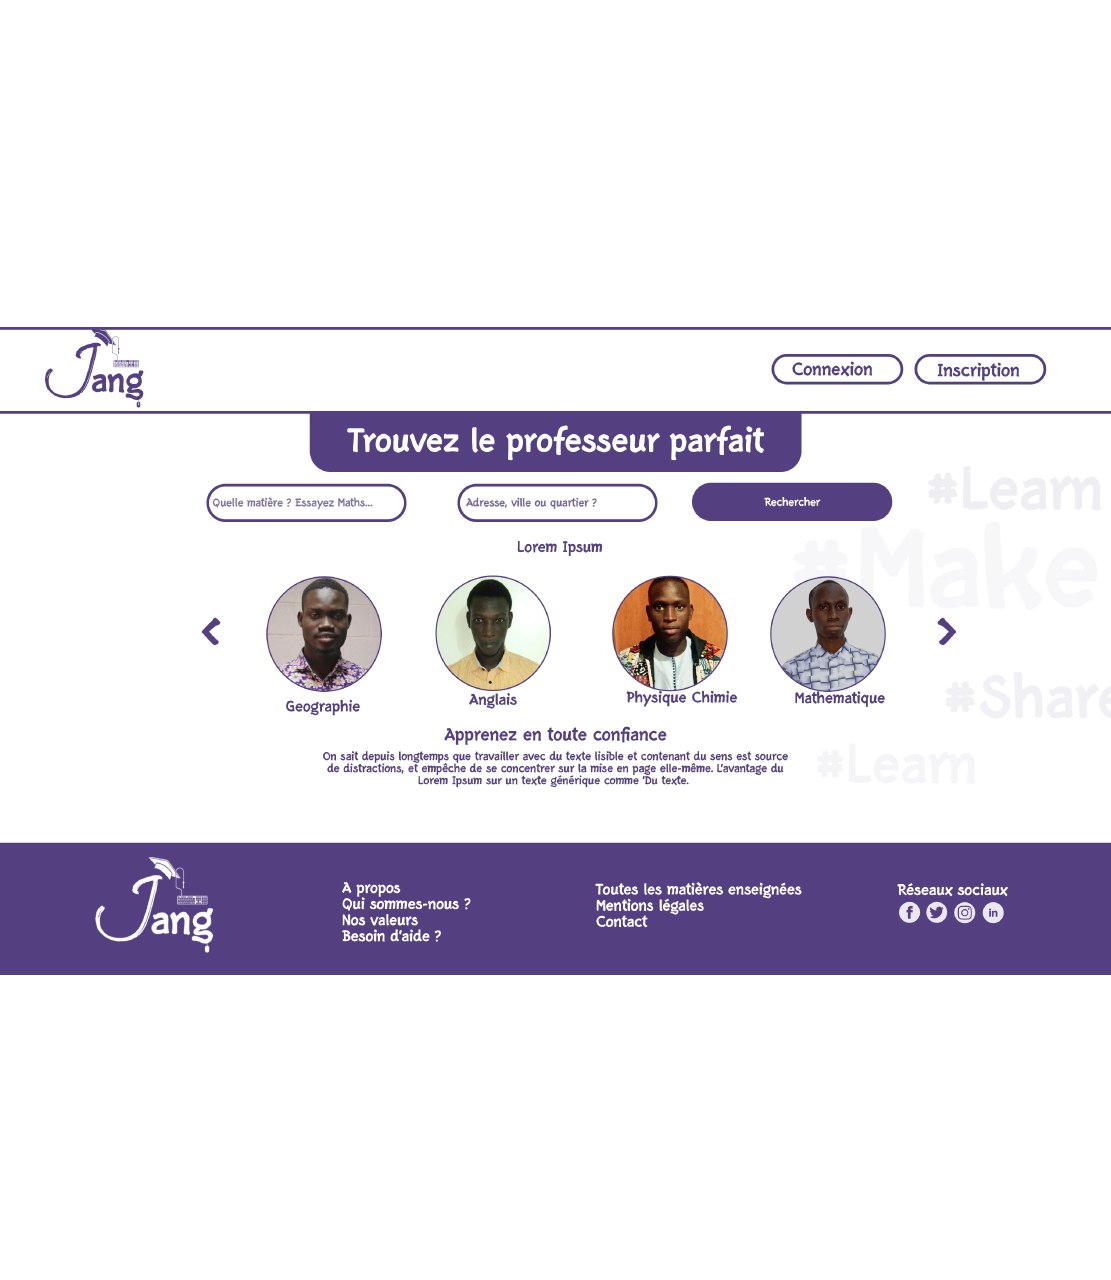 Jang
Connexion
Inscription
Trouvez le professeur parfait
Quelle matière ? Essayez Maths...
Adresse, ville ou quartier ?
Rechercher
#Learn
#Make
Lorem Ipsum
Geographie
Anglais
Physique Chimie
Mathematique
#Share
#Learn
Apprenez en toute confiance
On sait depuis longtemps que travailler avec du texte lisible et contenant du sens est source
de distractions, et empêche de se concentrer sur la mise en page elle-même. L'avantage du
Lorem Ipsum sur un texte générique comme 'Du texte.
Jang
A propos
Qui sommes-nous ?
Nos valeurs
Besoin d'aide ?
Toutes les matières enseignées
Mentions légales
Contact
Réseaux sociaux